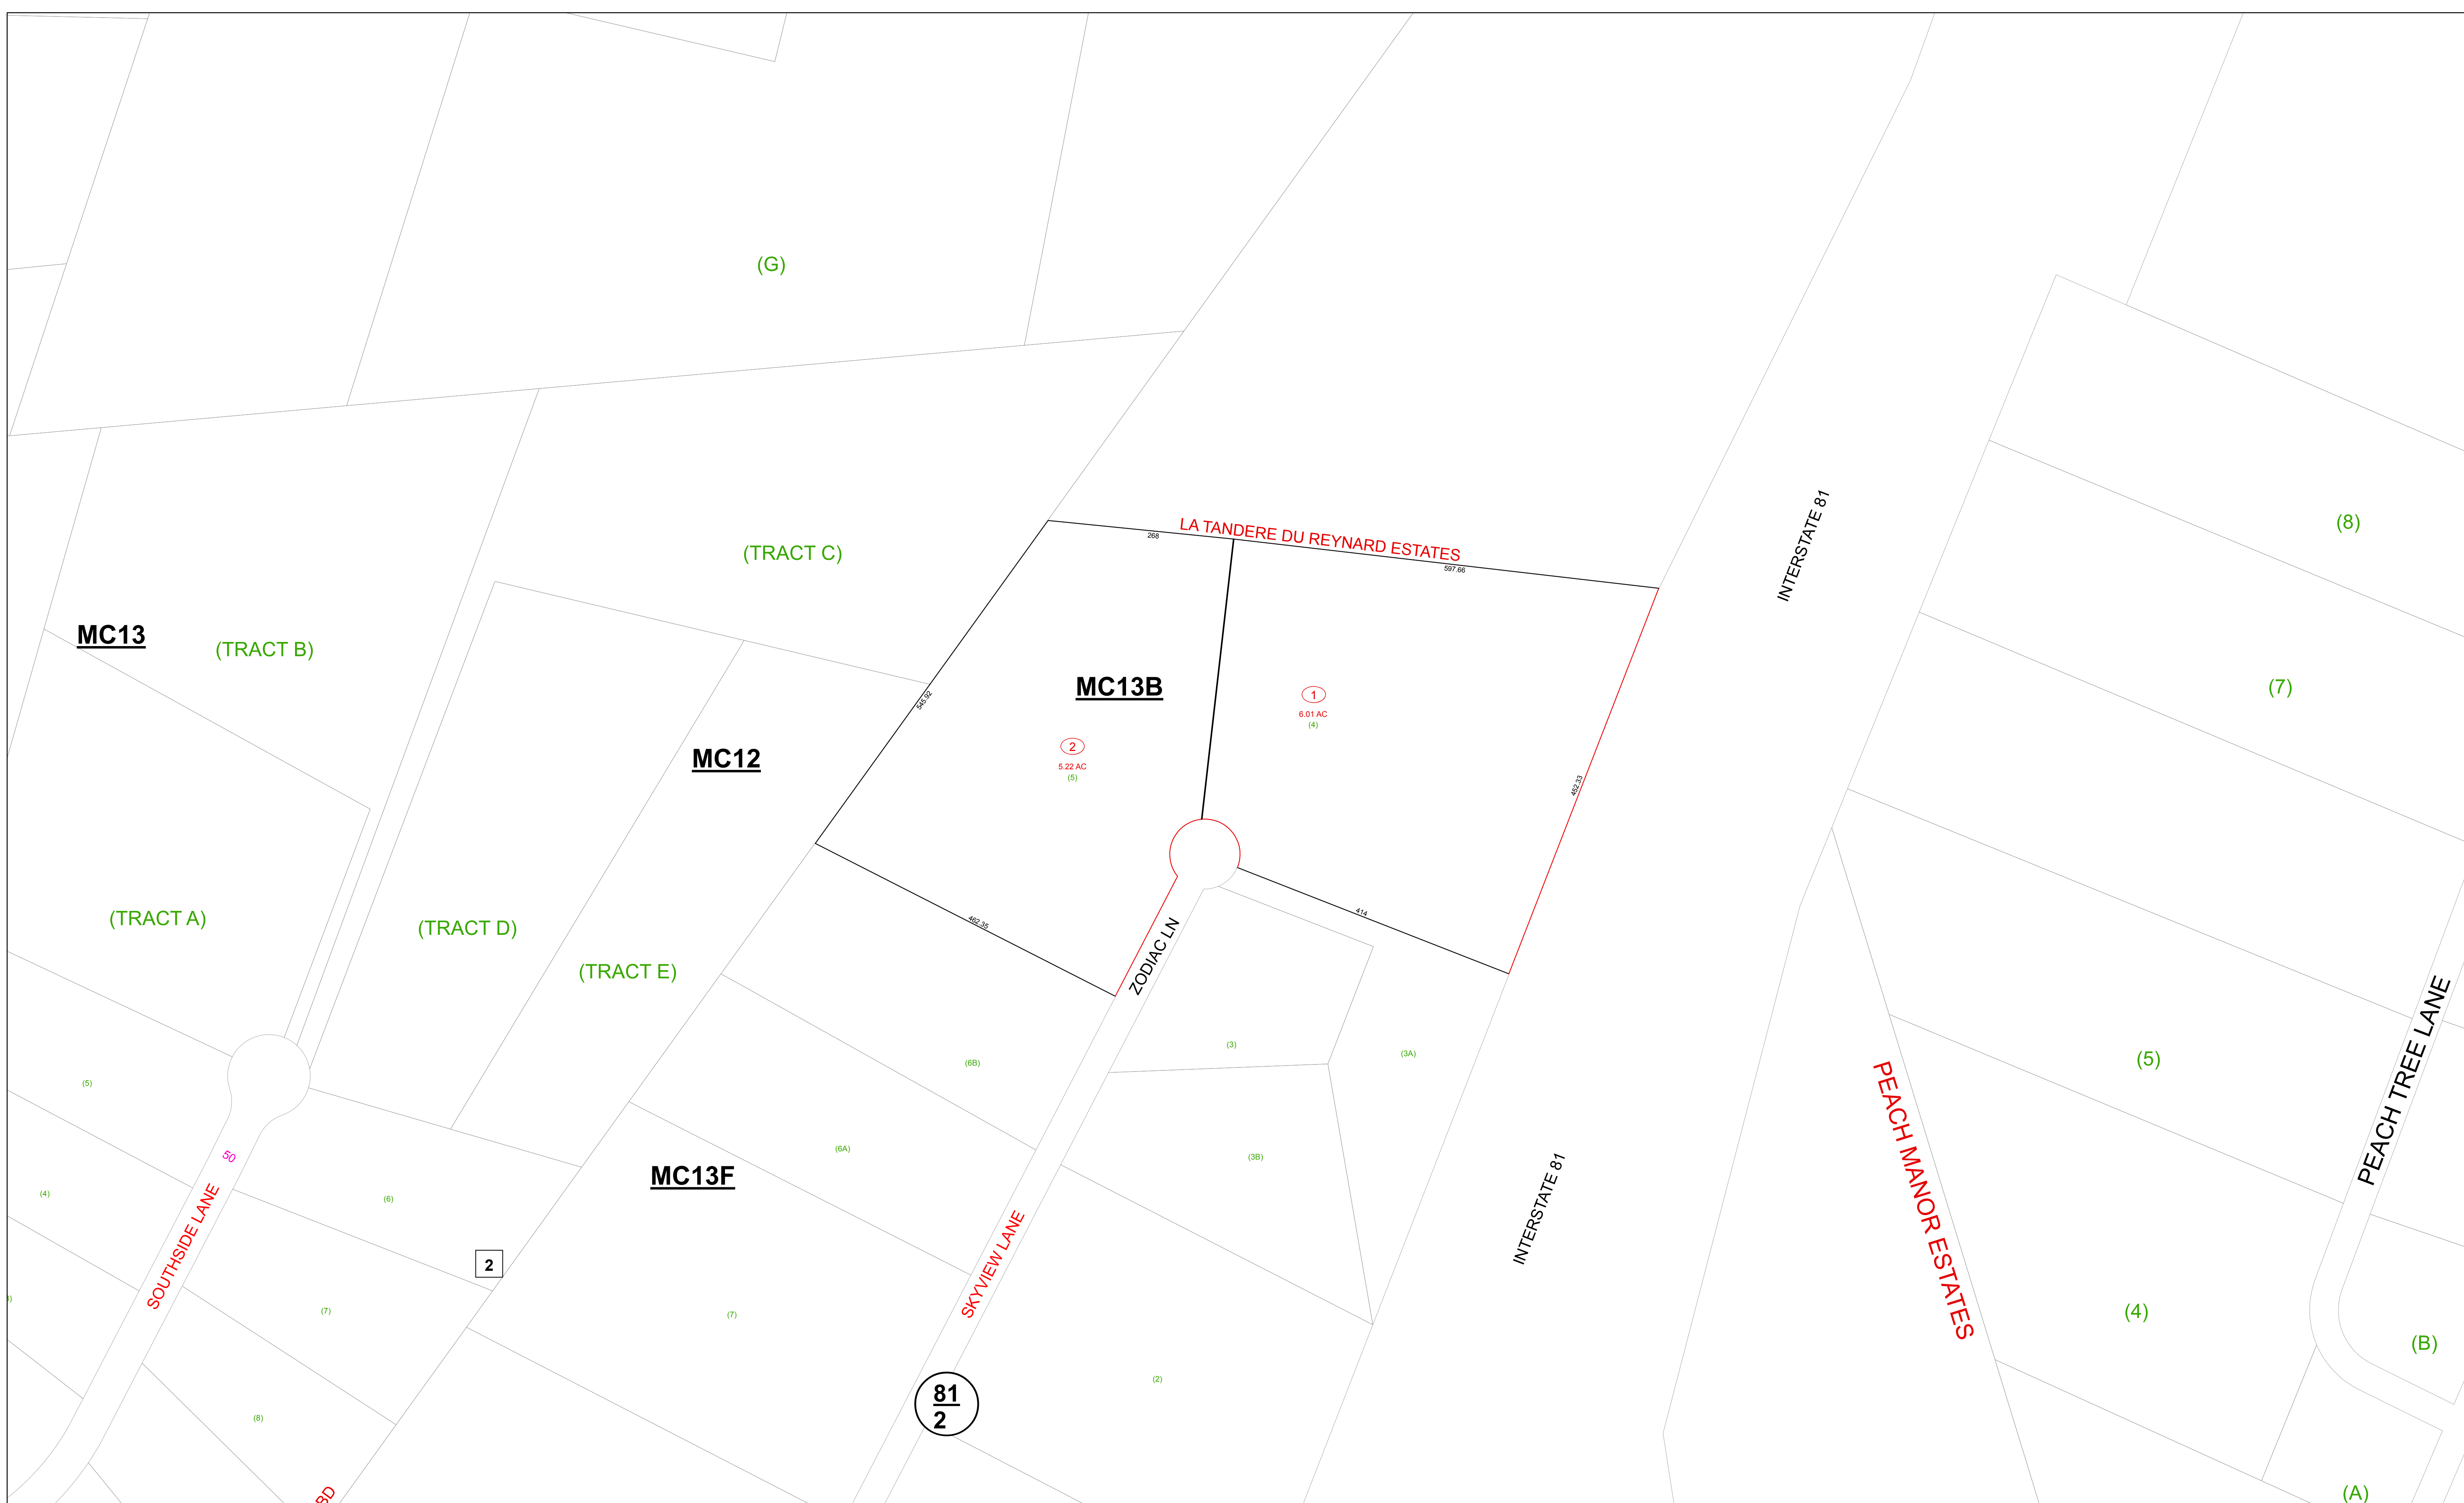 (G)
(8)
LA TANDERE DU REYNARD ESTATES
268
597.66
INTERSTATE 81
(TRACT C)
MC13
(TRACT B)
MC13B
1
6.01 AC
(4)
(7)
545.92
MC12
2
5.22 AC
(5)
462.33
(TRACT A)
(TRACT D)
(TRACT E)
462.35
414
ZODIAC LN
(3)
(3A)
(6B)
(5)
(5)
PEACH TREE LANE
(6A)
(3B)
50
MC13F
(4)
(6)
SOUTHSIDE LANE
2
SKYVIEW LANE
INTERSTATE 81
PEACH MANOR ESTATES
(7)
(7)
(4)
(B)
81
2
(2)
(8)
BD
(A)